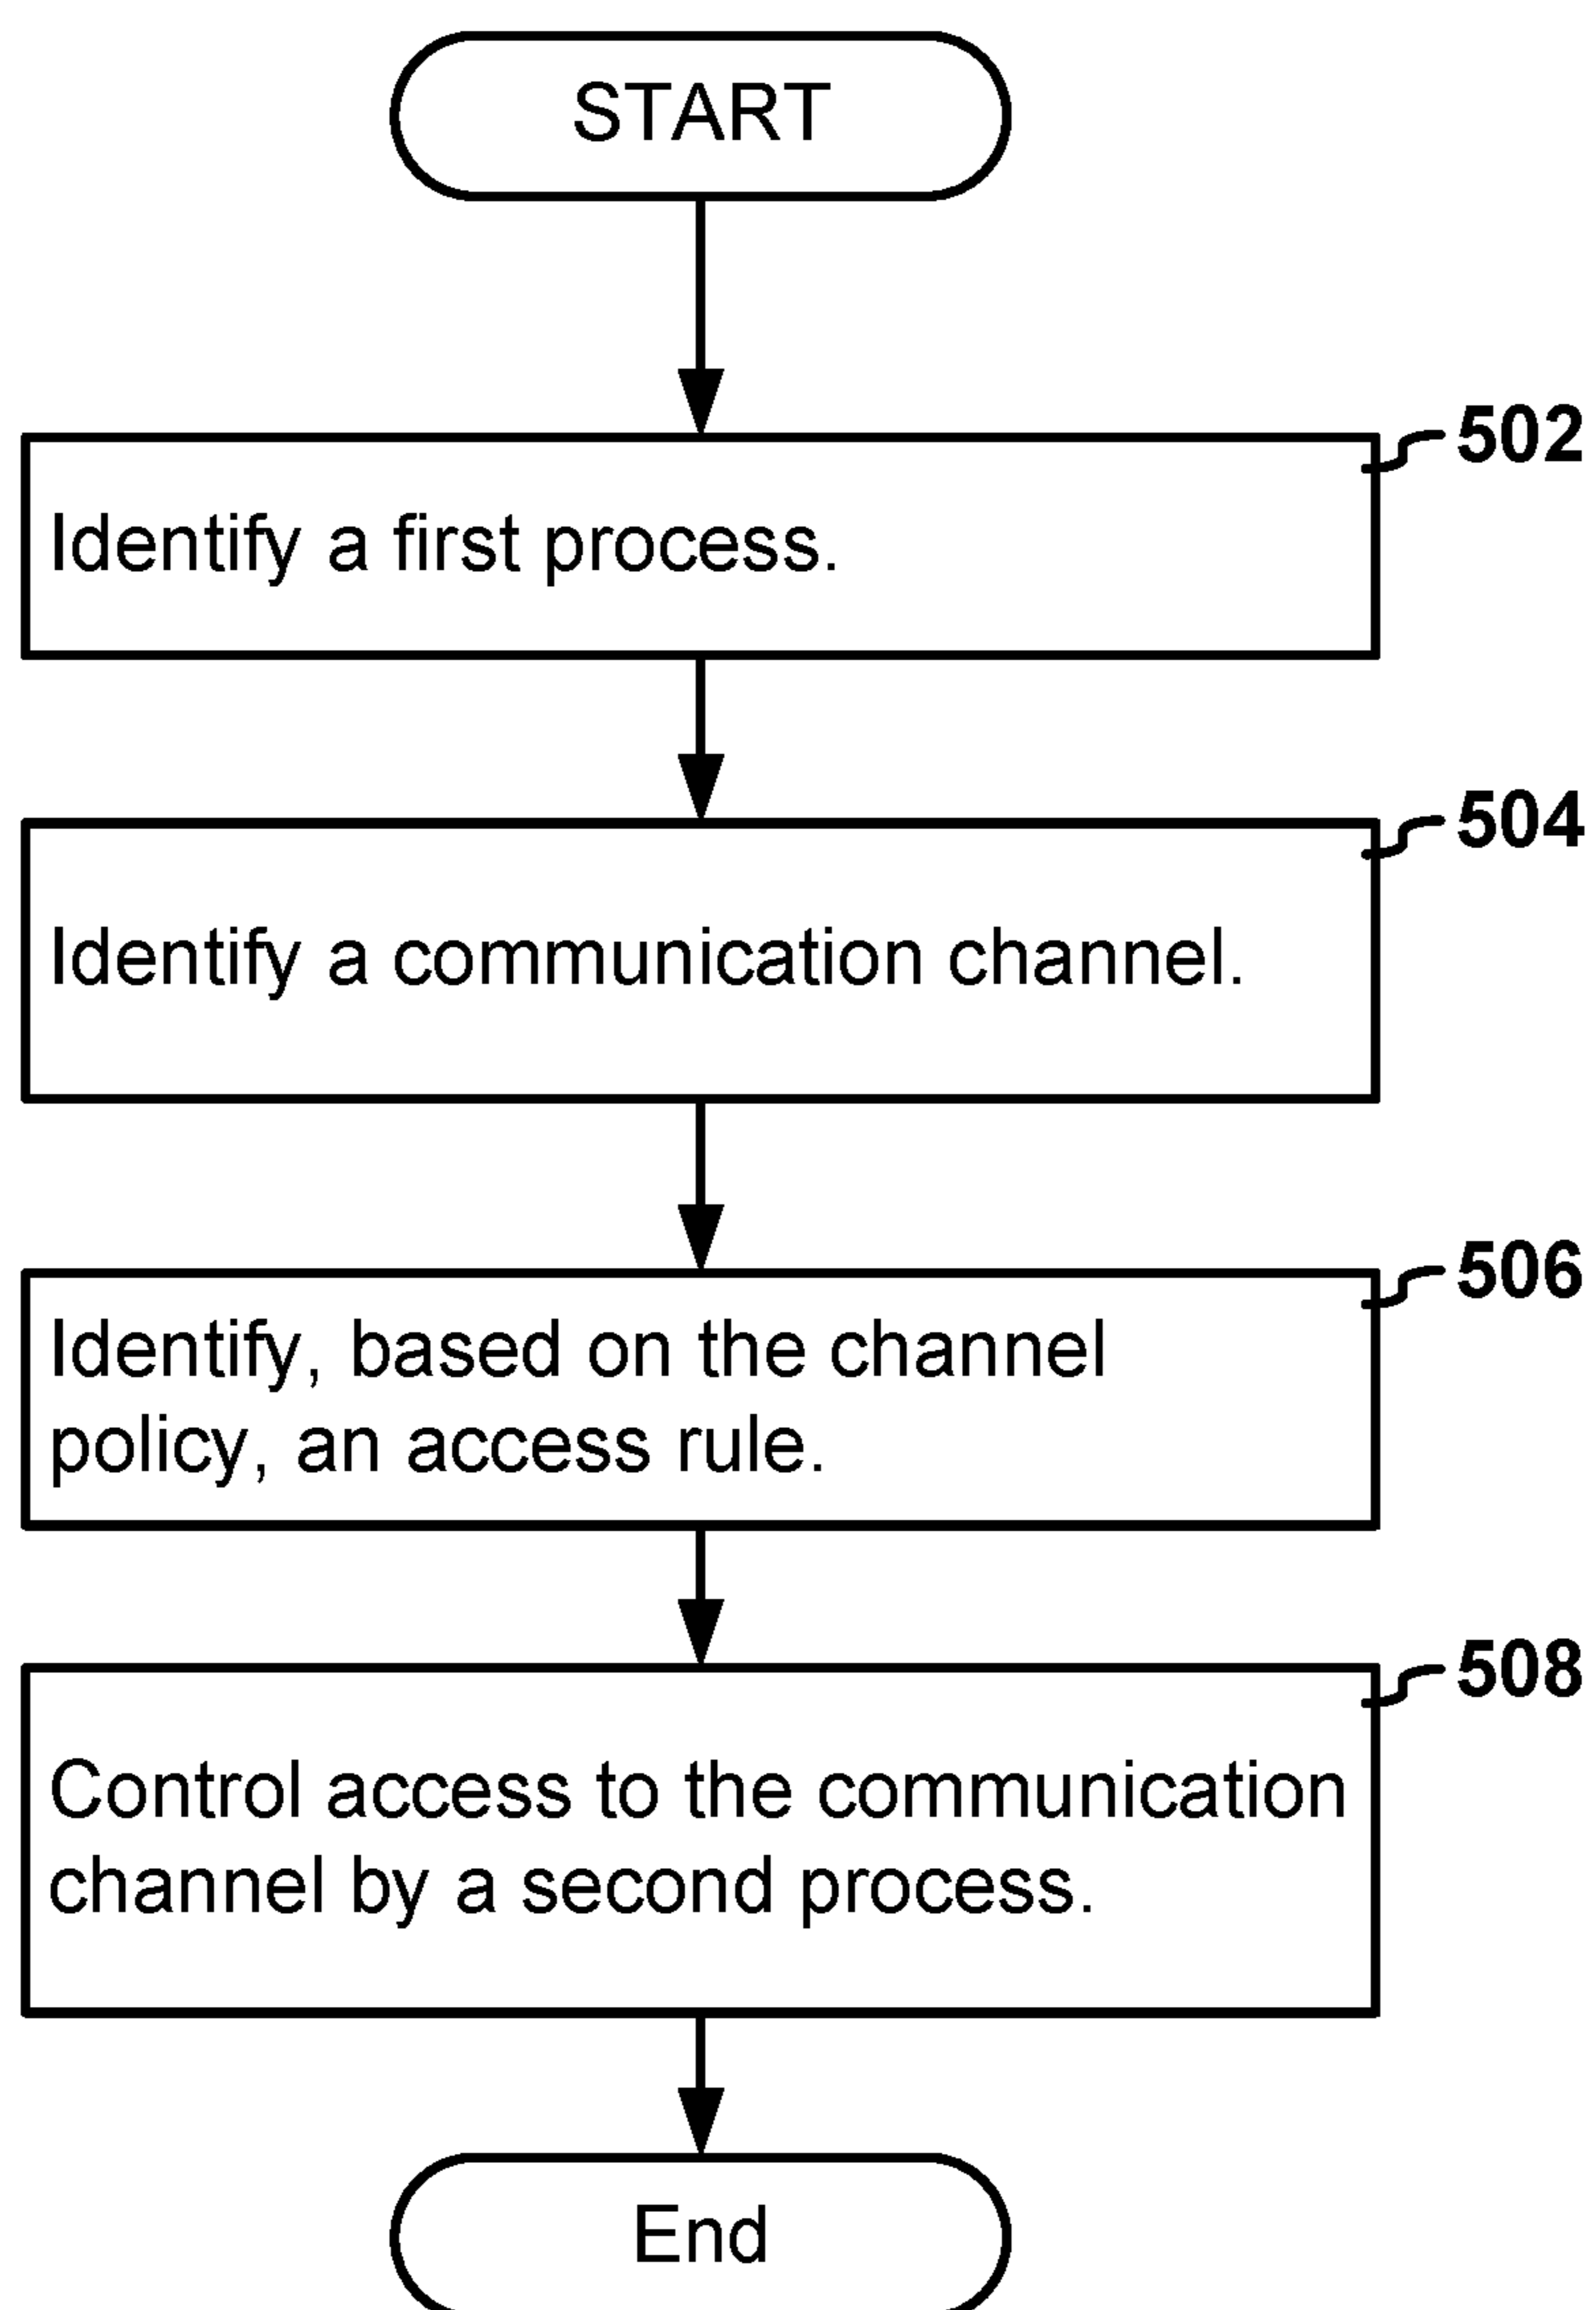 START
502
Identify a first process.
504
Identify a communication channel.
506
Identify, based on the channel
policy, an access rule.
508
Control access to the communication
channel by a second process.
End